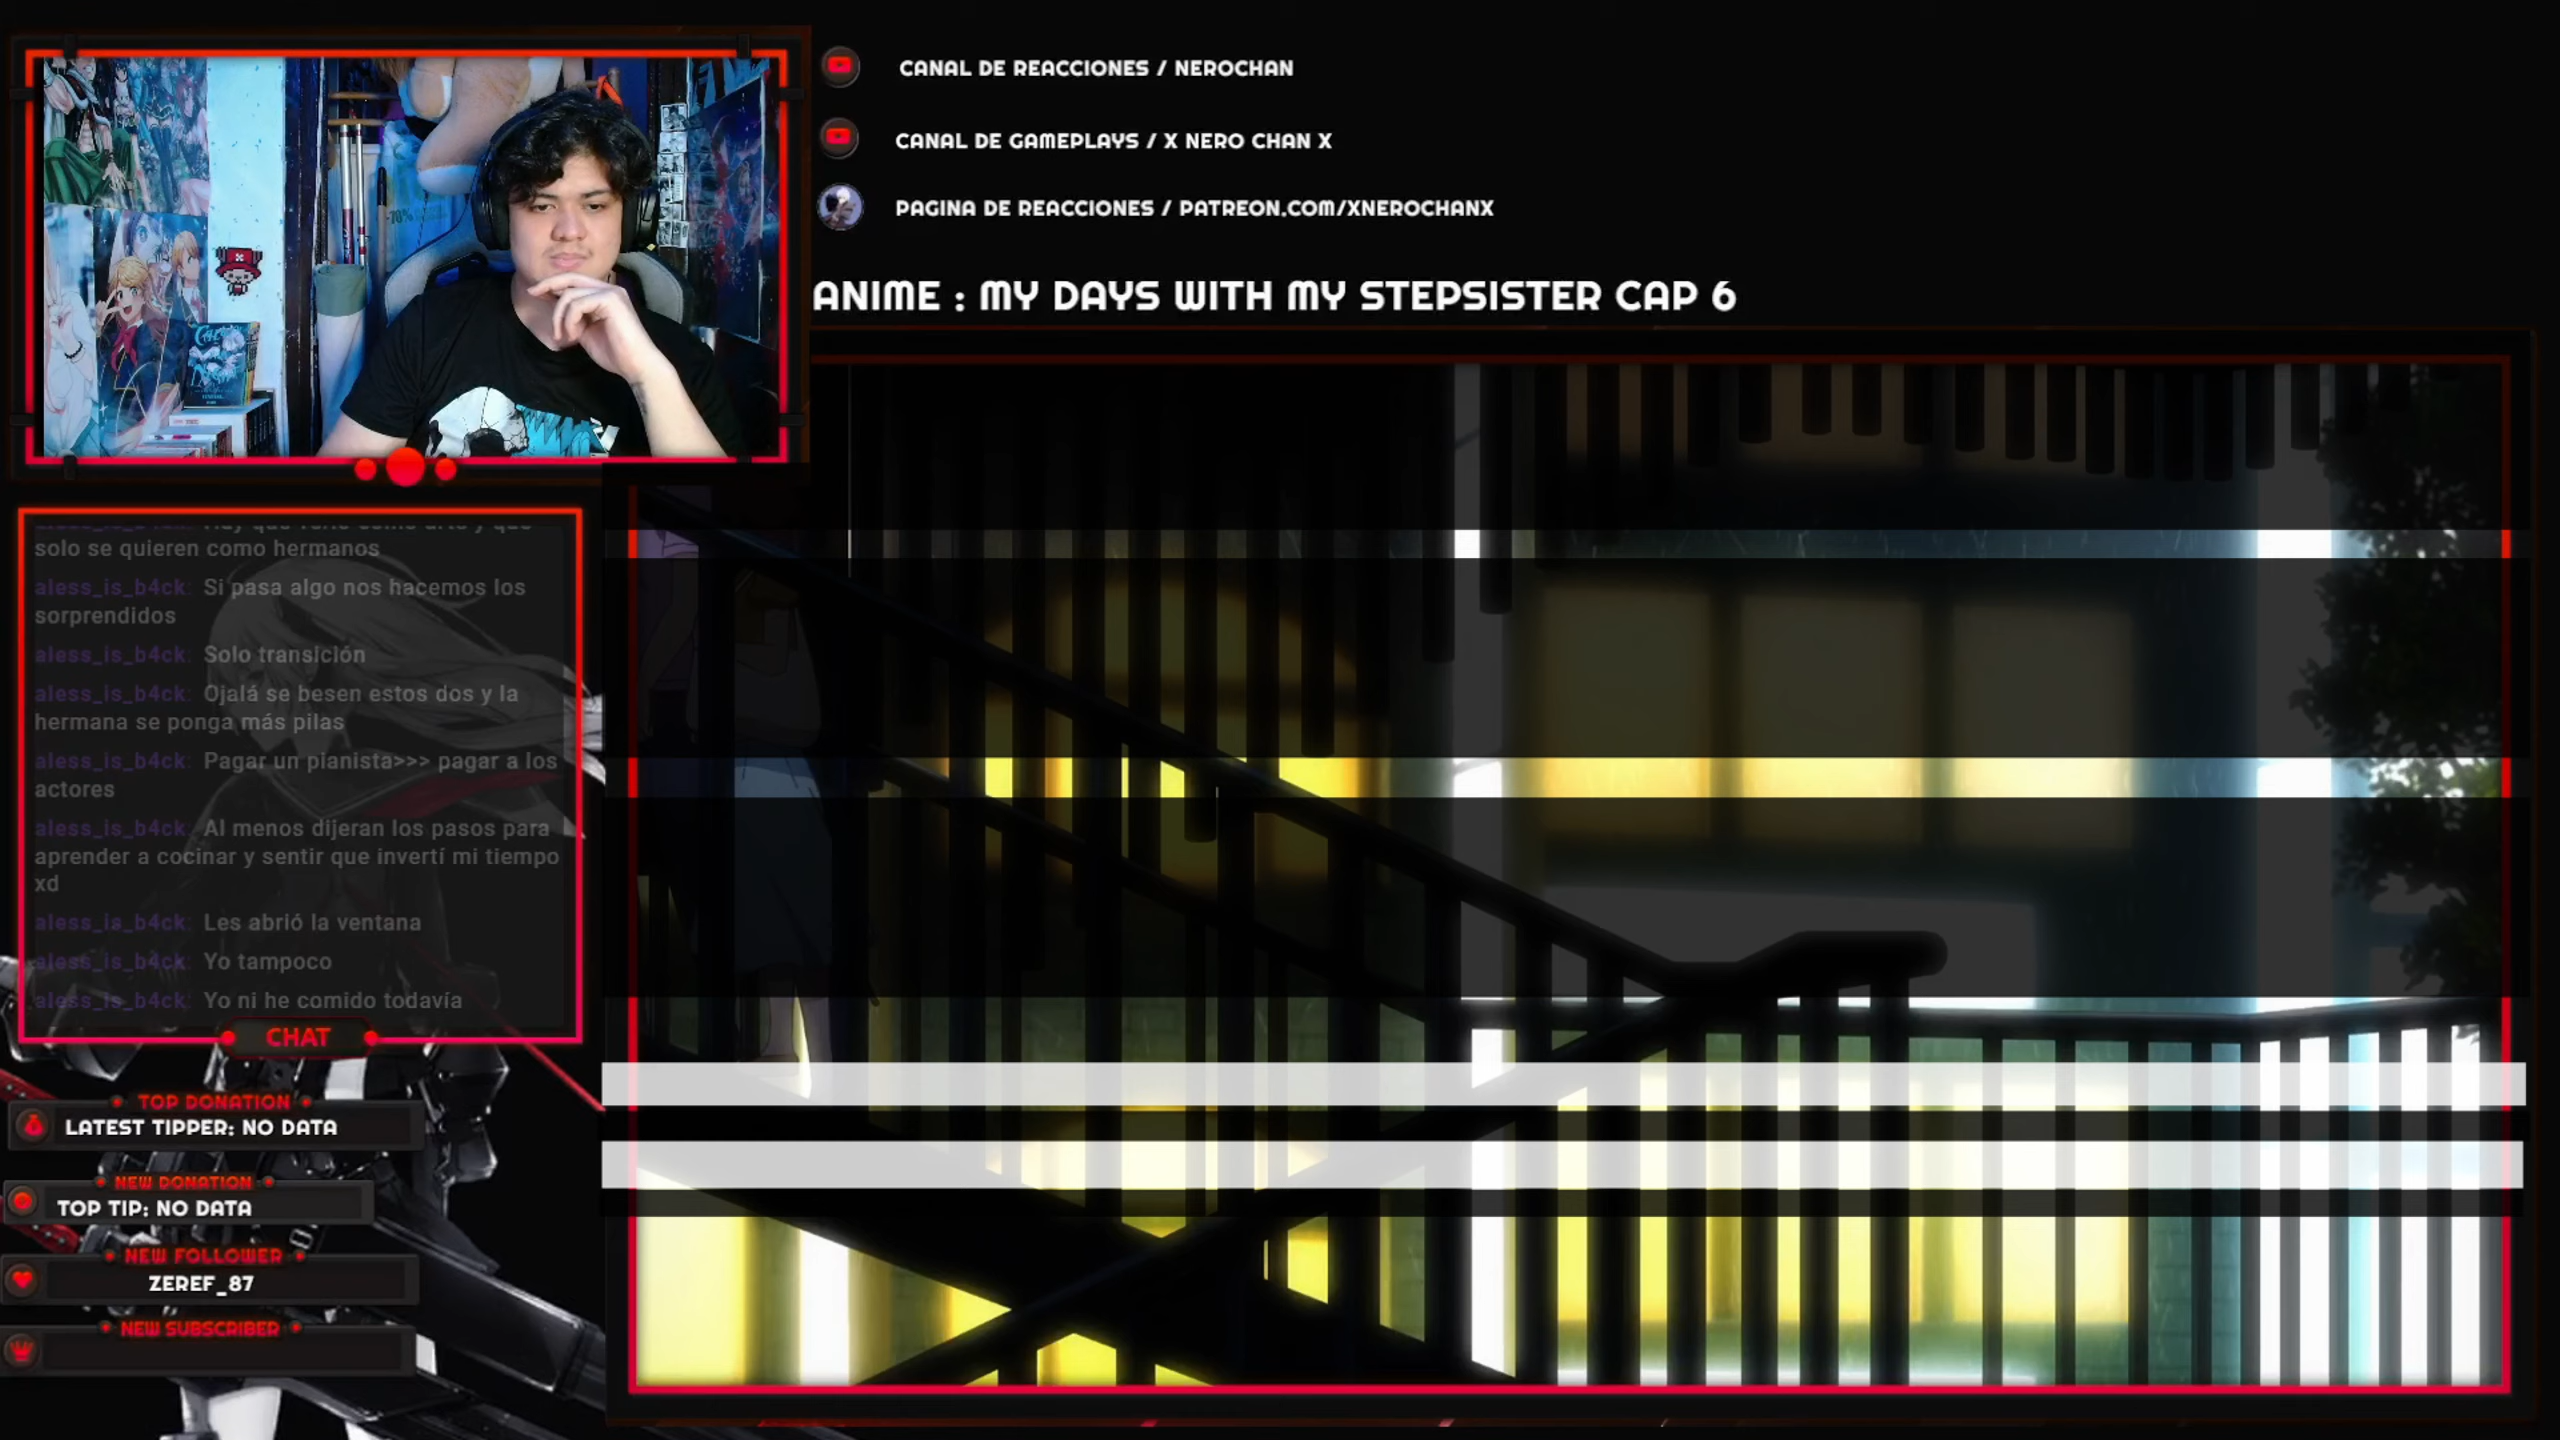 CANAL DE REACCIONES / NEROCHAN
CANAL DE GAMEPLAYS / X NERO CHAN X
PAGINA DE REACCIONES / PATREON.COM/XNEROCHANX
ANIME : MY DAYS WITH MY STEPSISTER CAP 6
solo se quieren como hermanos
aless_is_b4ck: Si pasa algo nos hacemos los
sorprendidos
aless_is_b4ck: Solo transición
aless_is_b4ck: Ojalá se besen estos dos y la
hermana se ponga más pilas
aless_is_b4ck: Pagar un pianista>>> pagar a los
actores
aless_is_b4ck: Al menos dijeran los pasos para
aprender a cocinar y sentir que invertí mi tiempo
xd
aless_is_b4ck: Les abrió la ventana
aless_is_b4ck: Yo tampoco
aless_is_b4ck: Yo ni he comido todavía
CHAT
TOP DONATION
LATEST TIPPER: NO DATA
NEW DONATION
TOP TIP: NO DATA
NEW FOLLOWER
ZEREF_87
NEW SUBSCRIBER